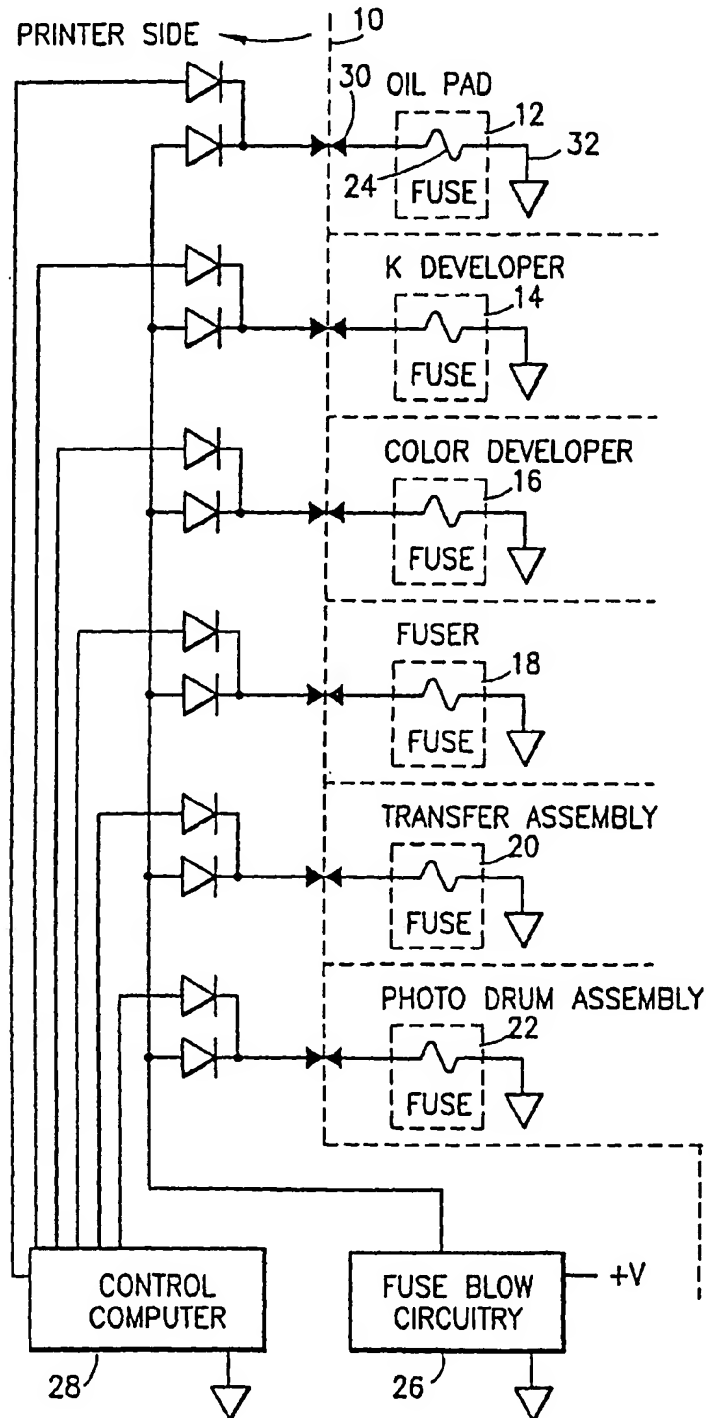 PRINTER SIDE
10
30
OIL PAD
12
24
32
FUSE
K DEVELOPER
14
FUSE
COLOR DEVELOPER
16
FUSE
FUSER
18
FUSE
TRANSFER ASSEMBLY
20
FUSE
PHOTO DRUM ASSEMBLY
22
FUSE
CONTROL
COMPUTER
28
FUSE BLOW
CIRCUITRY
+V
26